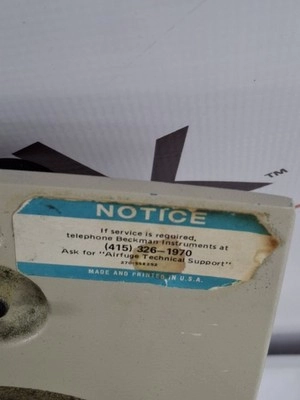 ™
NOTICE
If service is required,
telephone Beckman Instruments at
(415) 326-1970
Ask for "Airfuge Technical Support"
MADE AND PRINTED IN U.S.A.